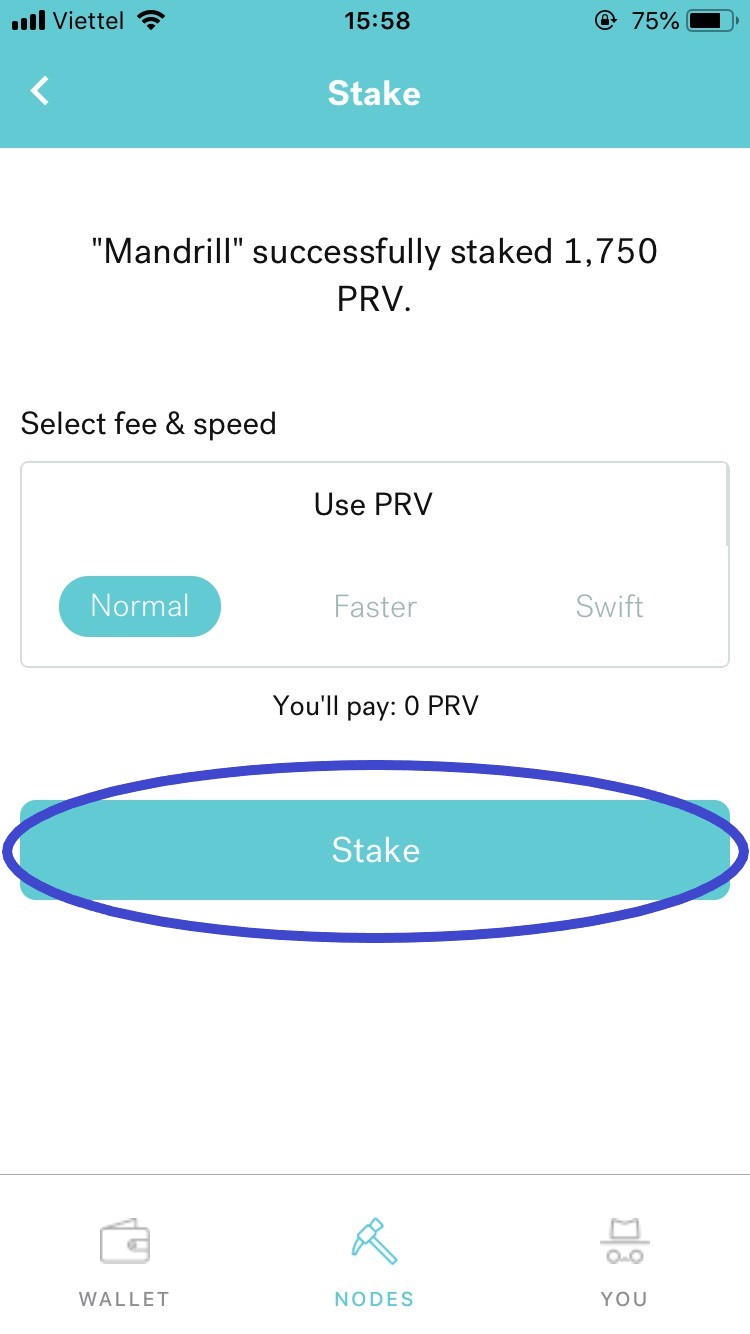 Viettel 15:58 75%
Stake
"Mandrill" successfully staked 1,750
PRV.
Select fee & speed
Use PRV
Normal Faster Swift
You'll pay: 0 PRV
Stake
WALLET NODES YOU